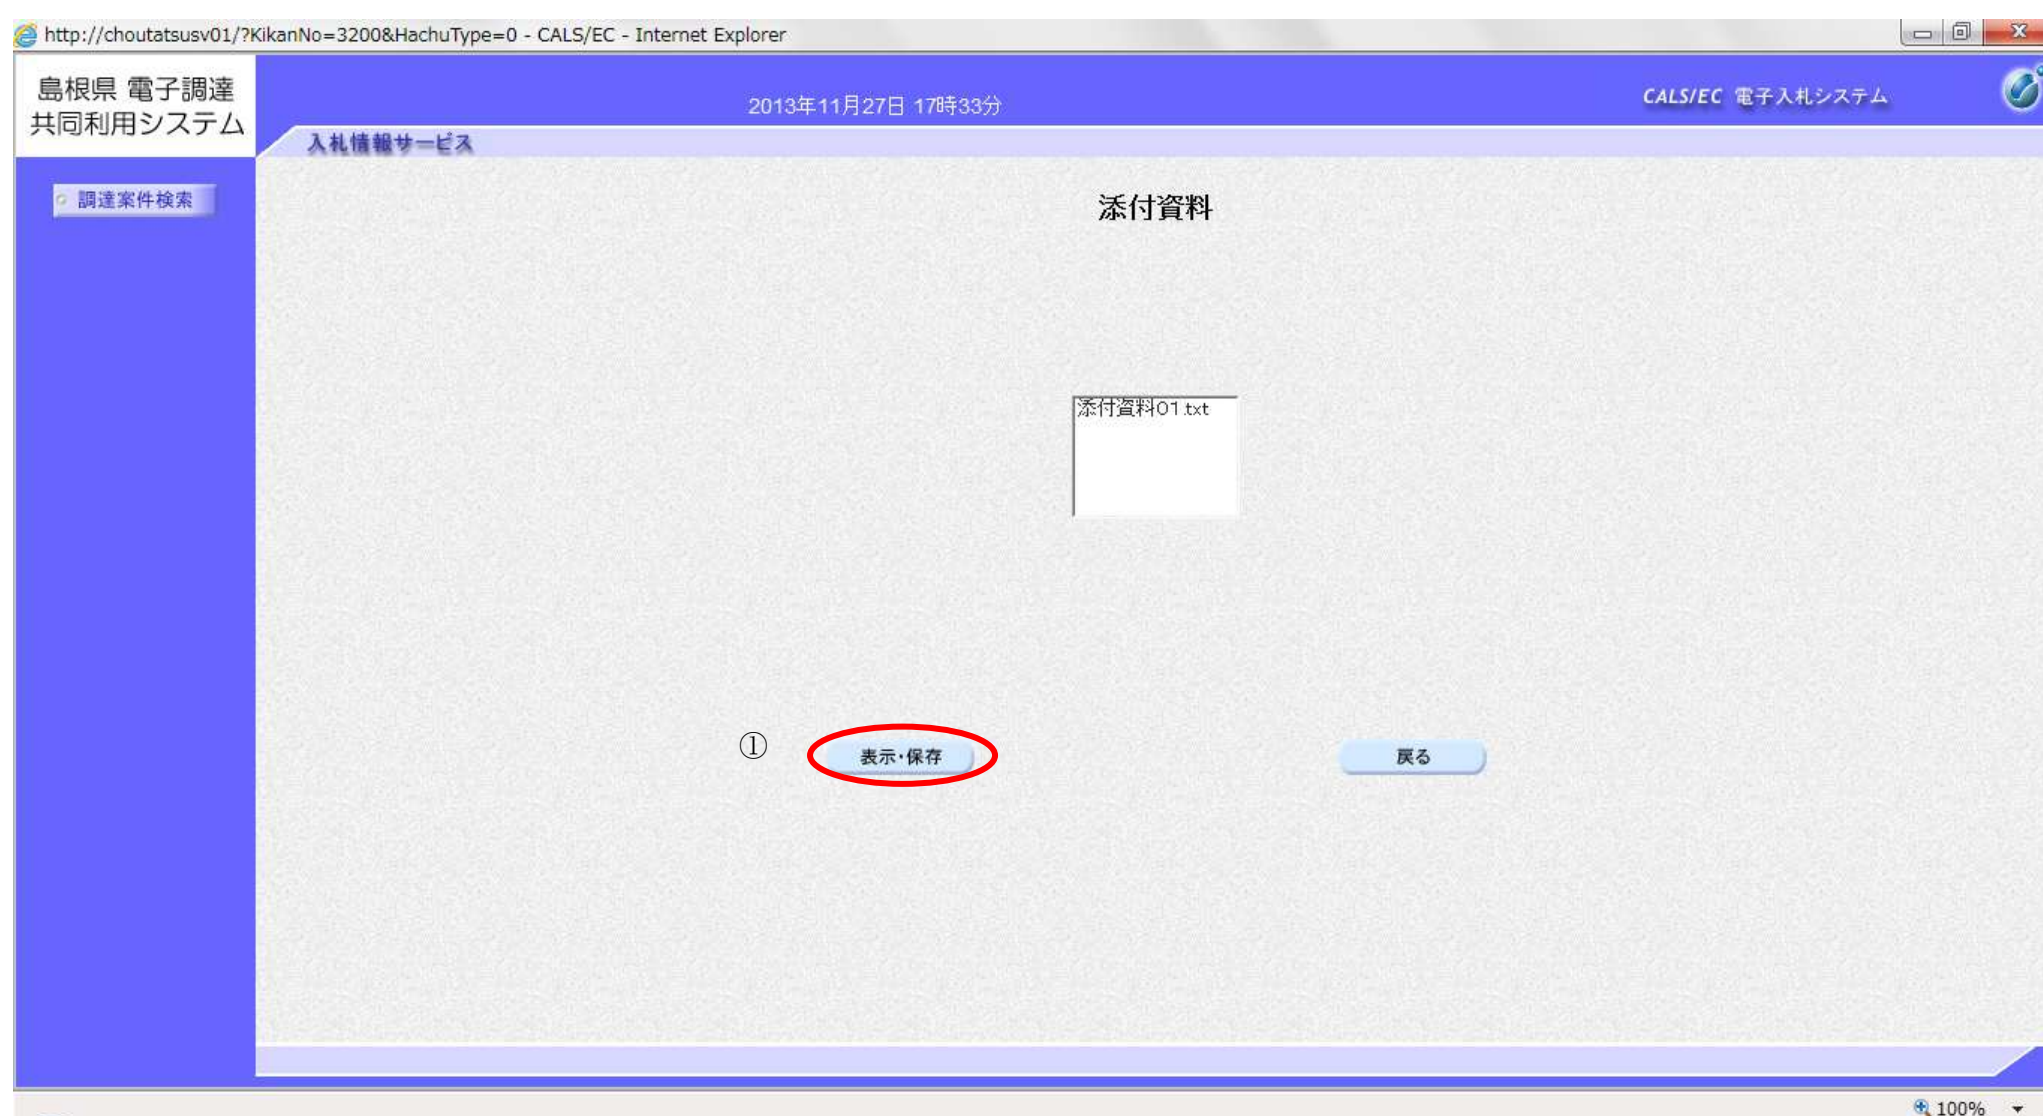 http://choutatsusv01/?KikanNo=3200&HachuType=0 - CALS/EC - Internet Explorer
島根県 電子調達
共同利用システム
2013年11月27日 17時33分
CALS/EC 電子入札システム
入札情報サービス
調達案件検索
添付資料
添付資料01.txt
①
表示・保存
戻る
100%